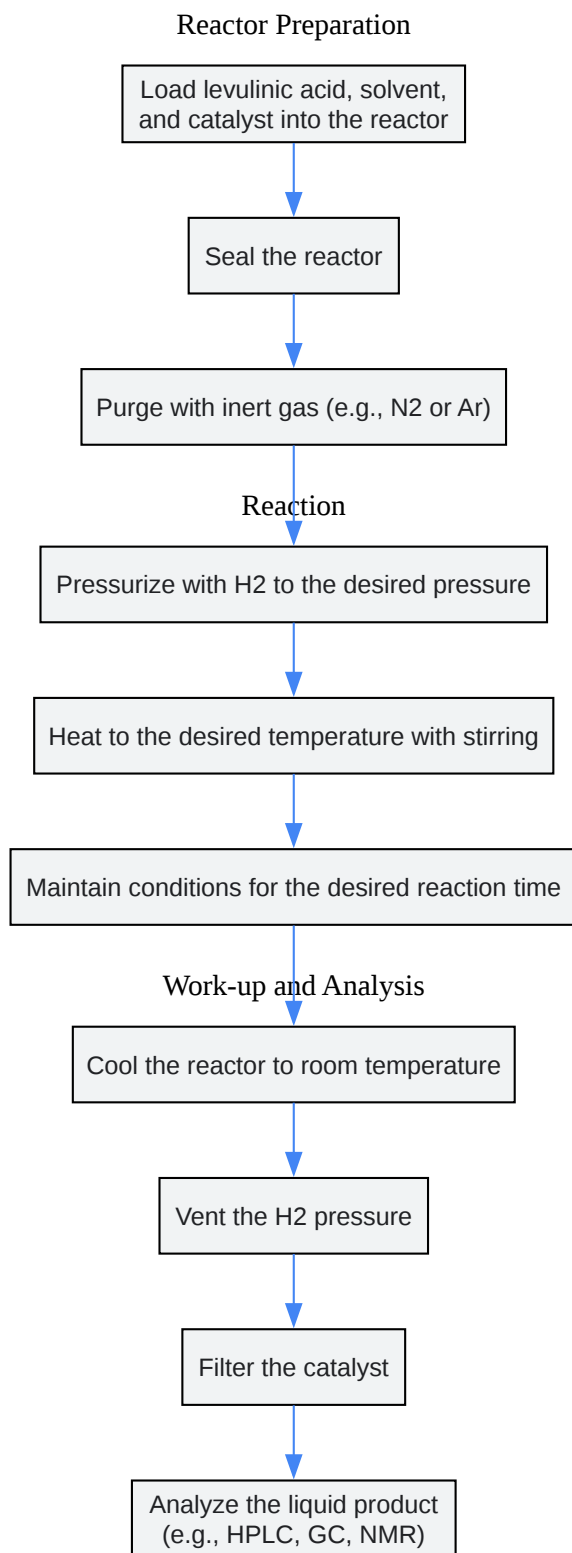 Reactor Preparation
Load levulinic acid, solvent,
and catalyst into the reactor
Seal the reactor
Purge with inert gas (e.g., N2 or Ar)
Reaction
Pressurize with H2 to the desired pressure
Heat to the desired temperature with stirring
Maintain conditions for the desired reaction time
Work-up and Analysis
Cool the reactor to room temperature
Vent the H2 pressure
Filter the catalyst
Analyze the liquid product
(e.g., HPLC, GC, NMR)